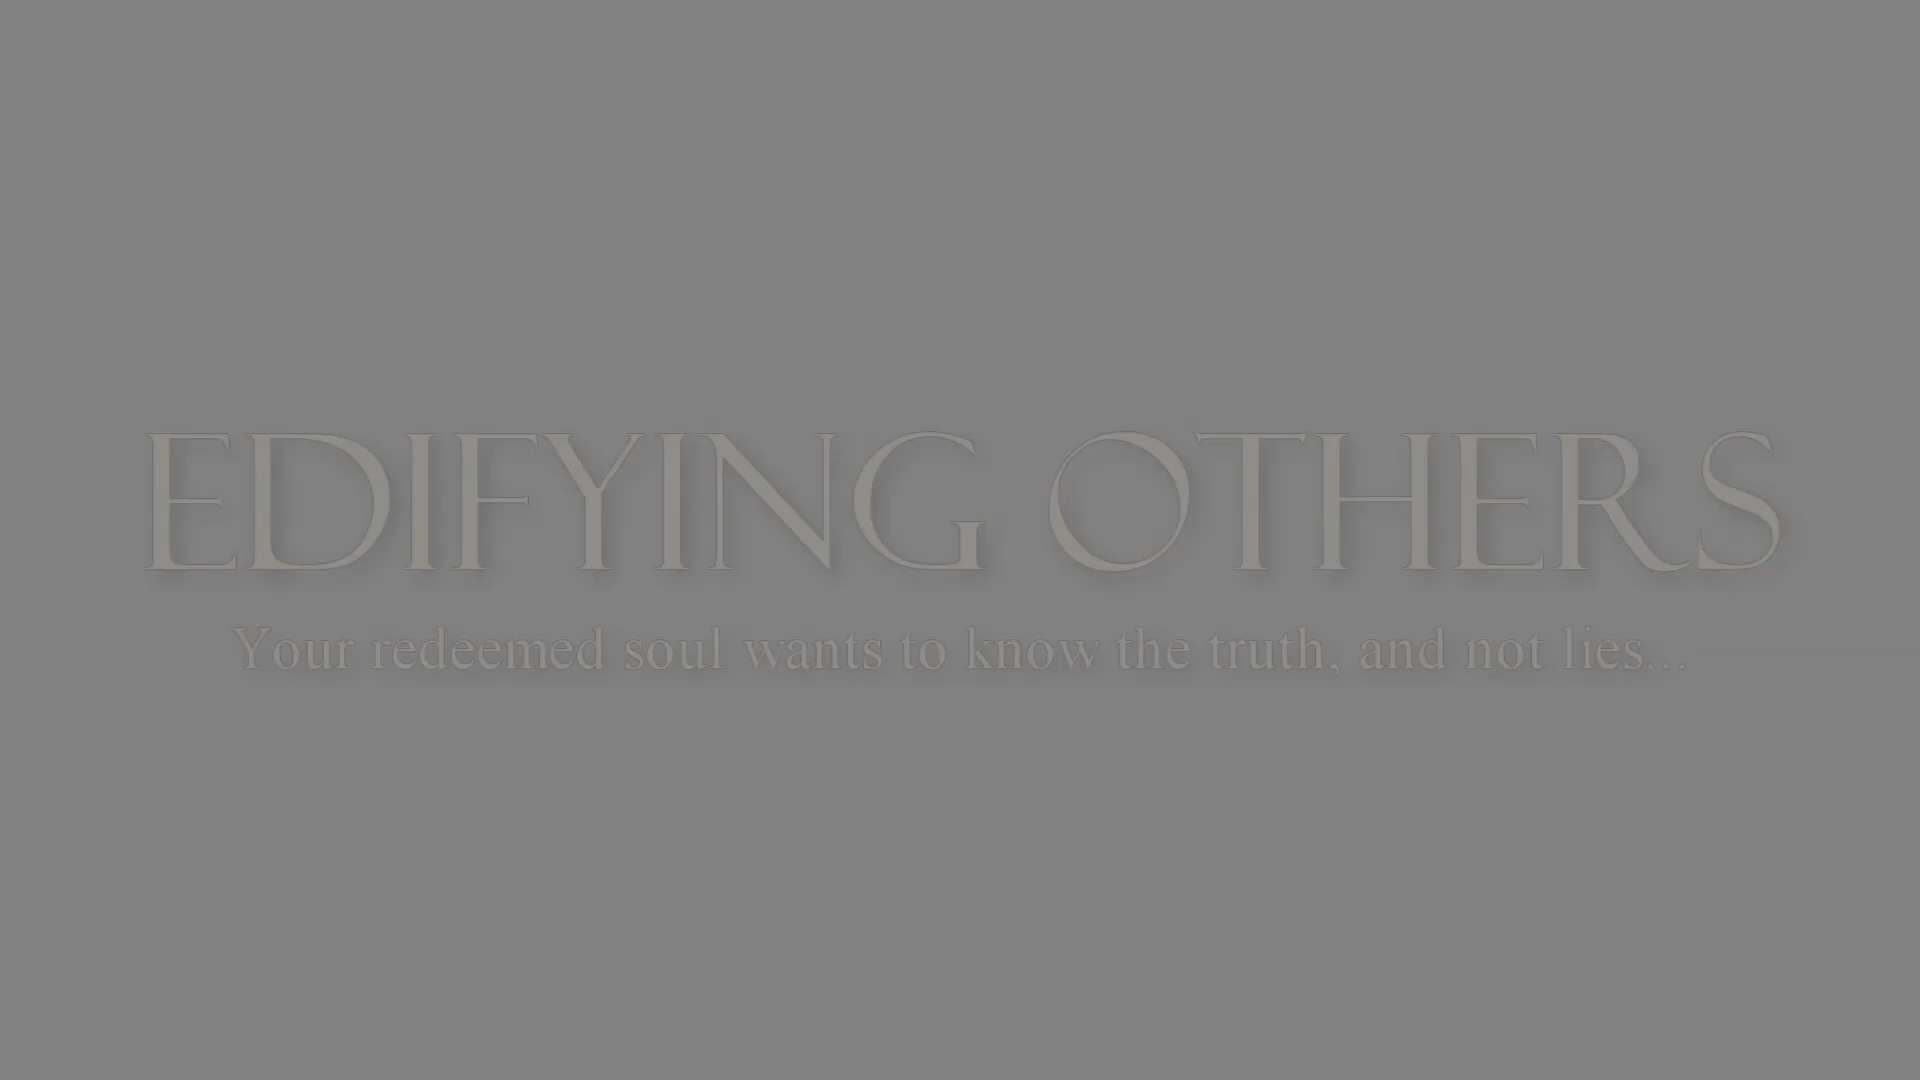 EDIFYING OTHERS
Your redeemed soul wants to know the truth, and not lies...